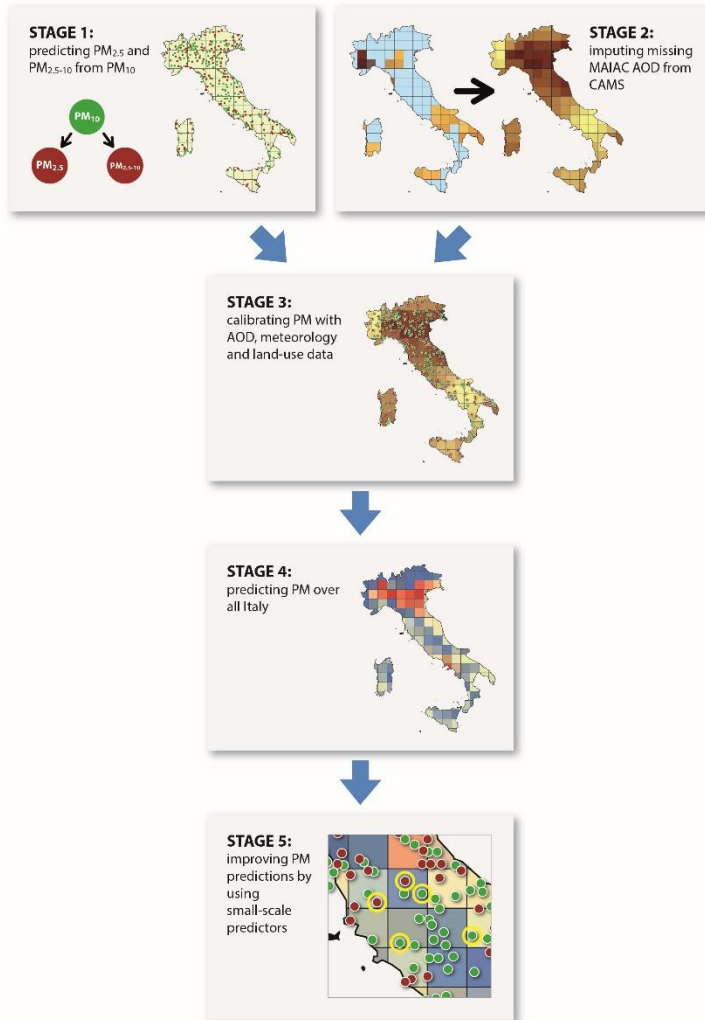 STAGE 1:
predicting PM₂.₅ and
PM₂.₅₋₁₀ from PM₁₀
PM₁₀
PM₂.₅
PM₂.₅₋₁₀
STAGE 2:
imputing missing
MAIAC AOD from
CAMS
STAGE 3:
calibrating PM with
AOD, meteorology
and land-use data
STAGE 4:
predicting PM over
all Italy
STAGE 5:
improving PM
predictions by
using
small-scale
predictors